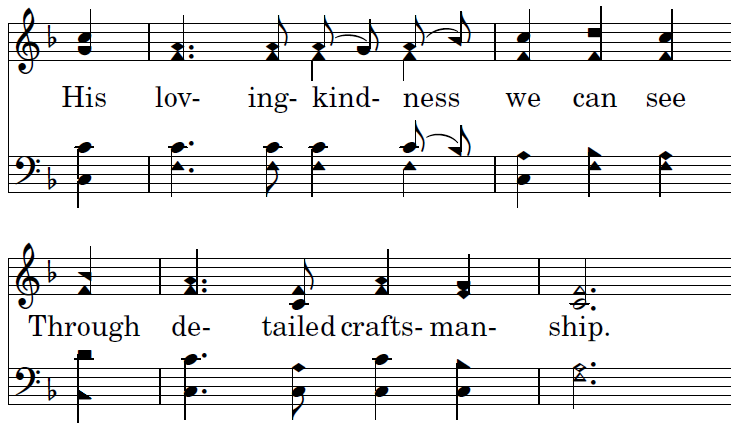 His lov- ing- kind- ness we can see
Through de- tailed crafts- man- ship.